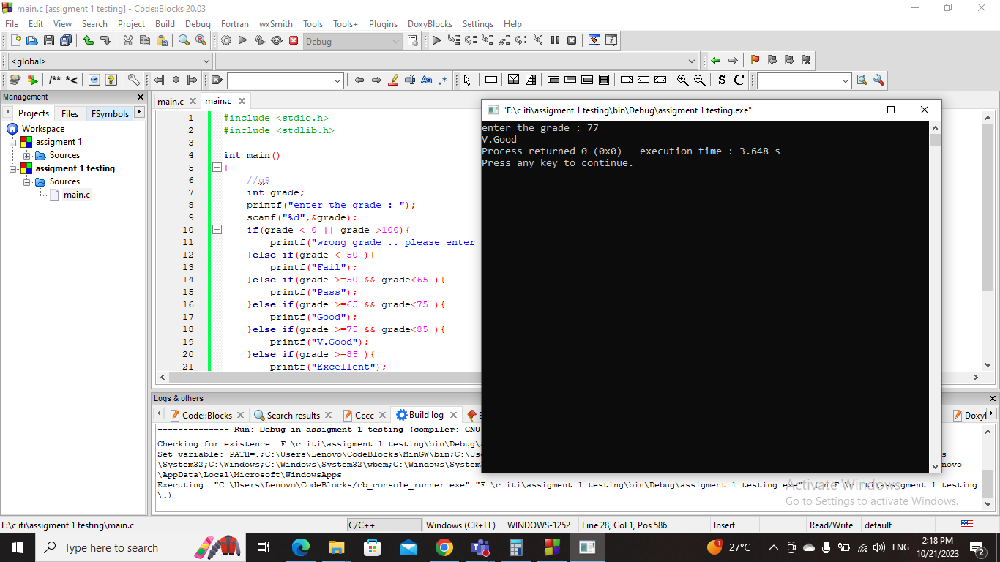 main.c [assigment 1 testing] - Code::Blocks 20.03
File Edit View Search Project Build Debug Fortran wxSmith Tools Tools+ Plugins DoxyBlocks Settings Help
Debug
<global>
/** *<
S C
Management
Projects Files FSymbols
Workspace
assigment 1
Sources
assigment 1 testing
Sources
main.c
main.c main.c
1 #include <stdio.h>
2 #include <stdlib.h>
3
4 int main()
5 {
6 //q9
7 int grade;
8 printf("enter the grade : ");
9 scanf("%d",&grade);
10 if(grade < 0 || grade >100){
11 printf("wrong grade .. please enter
12 }else if(grade < 50 ){
13 printf("Fail");
14 }else if(grade >=50 && grade<65 ){
15 printf("Pass");
16 }else if(grade >=65 && grade<75 ){
17 printf("Good");
18 }else if(grade >=75 && grade<85 ){
19 printf("V.Good");
20 }else if(grade >=85 ){
21 printf("Excellent");
"F:\c iti\assigment 1 testing\bin\Debug\assigment 1 testing.exe"
enter the grade : 77
V.Good
Process returned 0 (0x0)   execution time : 3.648 s
Press any key to continue.
Logs & others
Code::Blocks Search results Cccc Build log Doxyl
-------------- Run: Debug in assigment 1 testing (compiler: GNU
Checking for existence: F:\c iti\assigment 1 testing\bin\Debug\
Set variable: PATH=.;C:\Users\Lenovo\CodeBlocks\MinGW\bin;C:\Us
\System32;C:\Windows;C:\Windows\System32\wbem;C:\Windows\System novo
\AppData\Local\Microsoft\WindowsApps
Executing: "C:\Users\Lenovo\CodeBlocks/cb_console_runner.exe" "F:\c iti\assigment 1 testing\bin\Debug\assigment 1 testing.exe" (in F:\c iti\assigment 1 testing
\.)
Activate Windows
Go to Settings to activate Windows.
F:\c iti\assigment 1 testing\main.c C/C++ Windows (CR+LF) WINDOWS-1252 Line 28, Col 1, Pos 586 Insert Read/Write default
Type here to search
1 27°C ENG 2:18 PM
10/21/2023 2